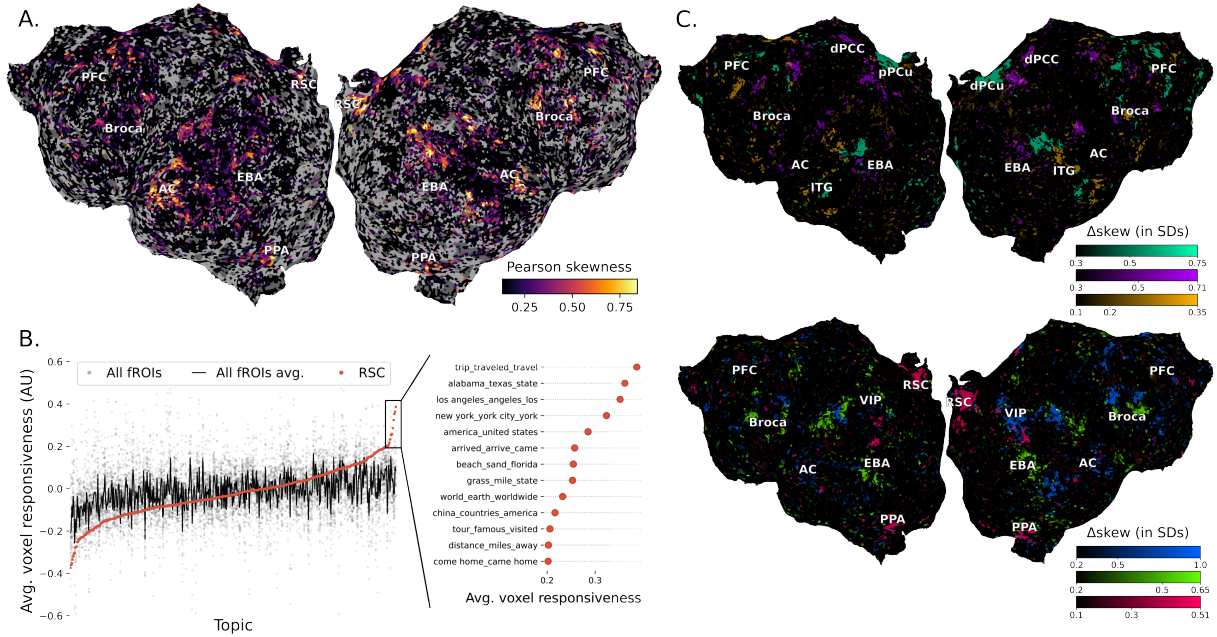 A.
PFC
Broca
RSC
AC
EBA
PPA
RSC
PFC
Broca
EBA
AC
PPA
Pearson skewness
0.25 0.50 0.75
B.
Avg. voxel responsiveness (AU)
0.6
0.4
0.2
0.0
−0.2
−0.4
−0.6
All fROIs
All fROIs avg.
RSC
Topic
trip_traveled_travel
alabama_texas_state
los angeles_angeles_los
new york_york city_york
america_united states
arrived_arrive_came
beach_sand_florida
grass_mile_state
world_earth_worldwide
china_countries_america
tour_famous_visited
distance_miles_away
come home_came home
0.2 0.3
Avg. voxel responsiveness
C.
PFC
dPCC
pPCu
Broca
AC
EBA
ITG
dPCC
dPCu
PFC
Broca
AC
EBA
ITG
Δskew (in SDs)
0.3 0.5 0.75
0.3 0.5 0.71
0.1 0.2 0.35
PFC
RSC
VIP
Broca
AC
EBA
PPA
RSC
PFC
VIP
Broca
EBA
AC
PPA
Δskew (in SDs)
0.2 0.5 1.0
0.2 0.5 0.65
0.1 0.3 0.51